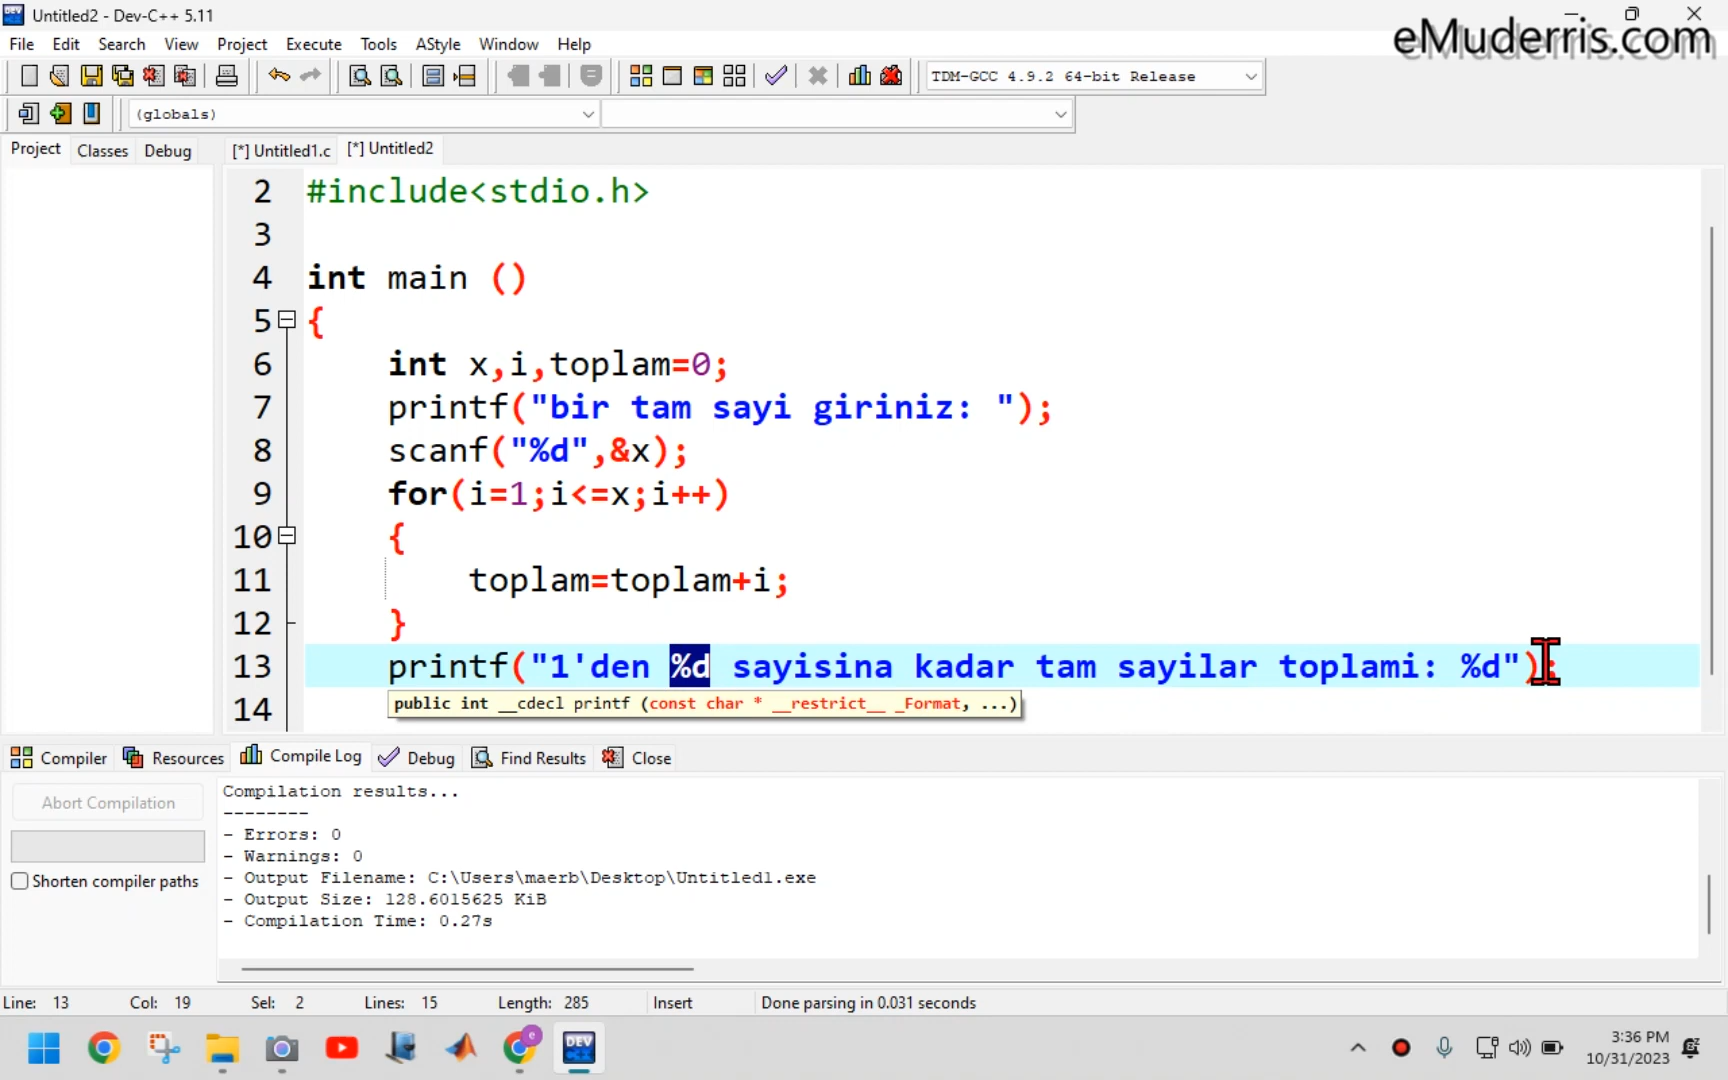 Untitled2 - Dev-C++ 5.11
eMuderris.com
File Edit Search View Project Execute Tools AStyle Window Help
TDM-GCC 4.9.2 64-bit Release
(globals)
Project Classes Debug [*] Untitled1.c [*] Untitled2
2 #include<stdio.h>
3
4 int main ()
5 {
6 int x,i,toplam=0;
7 printf("bir tam sayi giriniz: ");
8 scanf("%d",&x);
9 for(i=1;i<=x;i++)
10 {
11 toplam=toplam+i;
12 }
13 printf("1'den %d sayisina kadar tam sayilar toplami: %d");
public int __cdecl printf (const char * __restrict__ _Format, ...)
14
Compiler Resources Compile Log Debug Find Results Close
Abort Compilation
Shorten compiler paths
Compilation results...
--------
- Errors: 0
- Warnings: 0
- Output Filename: C:\Users\maerb\Desktop\Untitled1.exe
- Output Size: 128.6015625 KiB
- Compilation Time: 0.27s
Line: 13 Col: 19 Sel: 2 Lines: 15 Length: 285 Insert Done parsing in 0.031 seconds
DEV C++
3:36 PM
10/31/2023